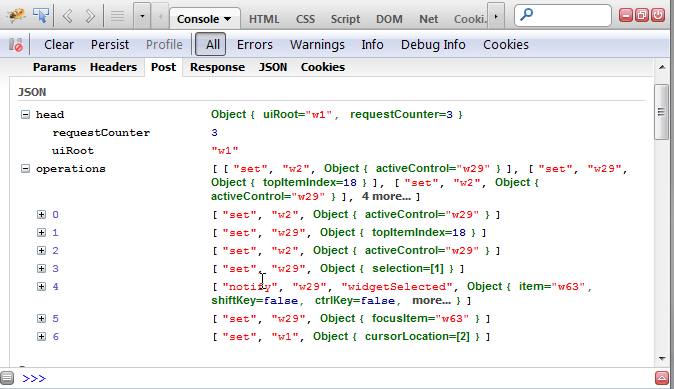 Console HTML CSS Script DOM Net Cooki
Clear Persist Profile All Errors Warnings Info Debug Info Cookies
Params Headers Post Response JSON Cookies
JSON
head Object { uiRoot="w1", requestCounter=3 }
requestCounter 3
uiRoot "w1"
operations [ [ "set", "w2", Object { activeControl="w29" } ], [ "set", "w29",
Object { topItemIndex=18 } ], [ "set", "w2", Object {
activeControl="w29" } ], 4 more... ]
0 [ "set", "w2", Object { activeControl="w29" } ]
1 [ "set", "w29", Object { topItemIndex=18 } ]
2 [ "set", "w2", Object { activeControl="w29" } ]
3 [ "set", "w29", Object { selection=[1] } ]
4 [ "notify", "w29", "widgetSelected", Object { item="w63",
shiftKey=false, ctrlKey=false, more... } ]
5 [ "set", "w29", Object { focusItem="w63" } ]
6 [ "set", "w1", Object { cursorLocation=[2] } ]
>>>